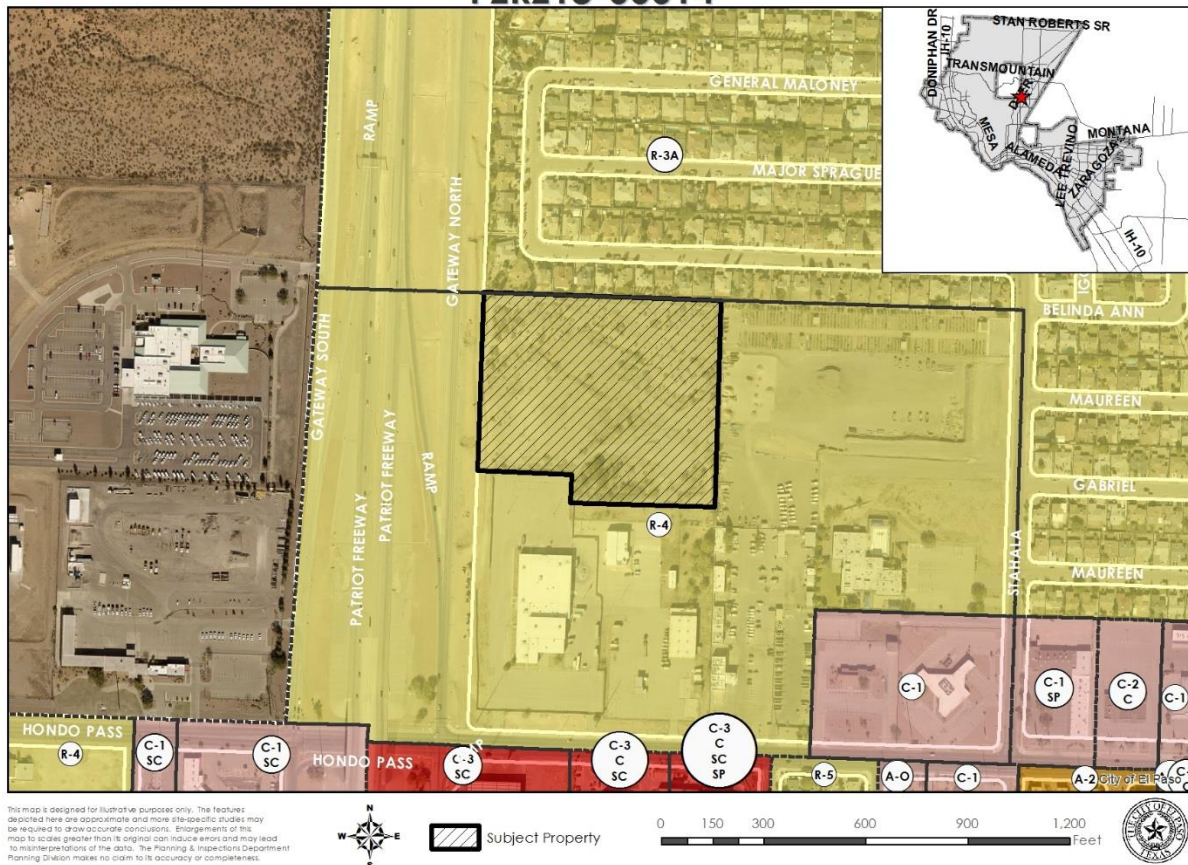 STAN ROBERTS SR
DONIPHAN DR
IH-10
TRANSMOUNTAIN
DYER
MESA
MONTANA
ALAMEDA
LEE TREVINO
ZARAGOZA
IH-10
GENERAL MALONEY
RAMP
R-3A
MAJOR SPRAGUE
GATEWAY NORTH
BELINDA ANN
GATEWAY SOUTH
MAUREEN
PATRIOT FREEWAY
RAMP
GABRIEL
PATRIOT FREEWAY
R-4
MAUREEN
STAHALA
C-1
C-1
SP
C-2
C
C-1
HONDO PASS
R-4
C-1
SC
C-1
SC
HONDO PASS
C-3
SC
C-3
C
SC
C-3
C
SC
SP
R-5
A-O
C-1
A-2
City of El Paso
This map is designed for illustrative purposes only. The features
depicted here are approximate and more site-specific studies may
be required to draw accurate conclusions. Enlargements of this
map to scales greater than its original can induce errors and may lead
to misinterpretations of the data. The Planning & Inspections Department
Planning Division makes no claim to its accuracy or completeness.
N
W
E
S
Subject Property
0 150 300 600 900 1,200
Feet